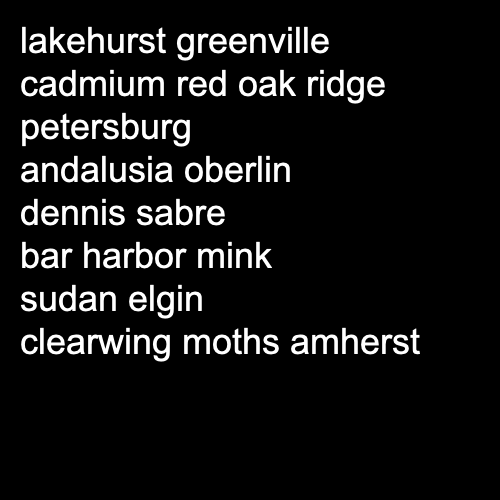 lakehurst greenville
cadmium red oak ridge
petersburg
andalusia oberlin
dennis sabre
bar harbor mink
sudan elgin
clearwing moths amherst